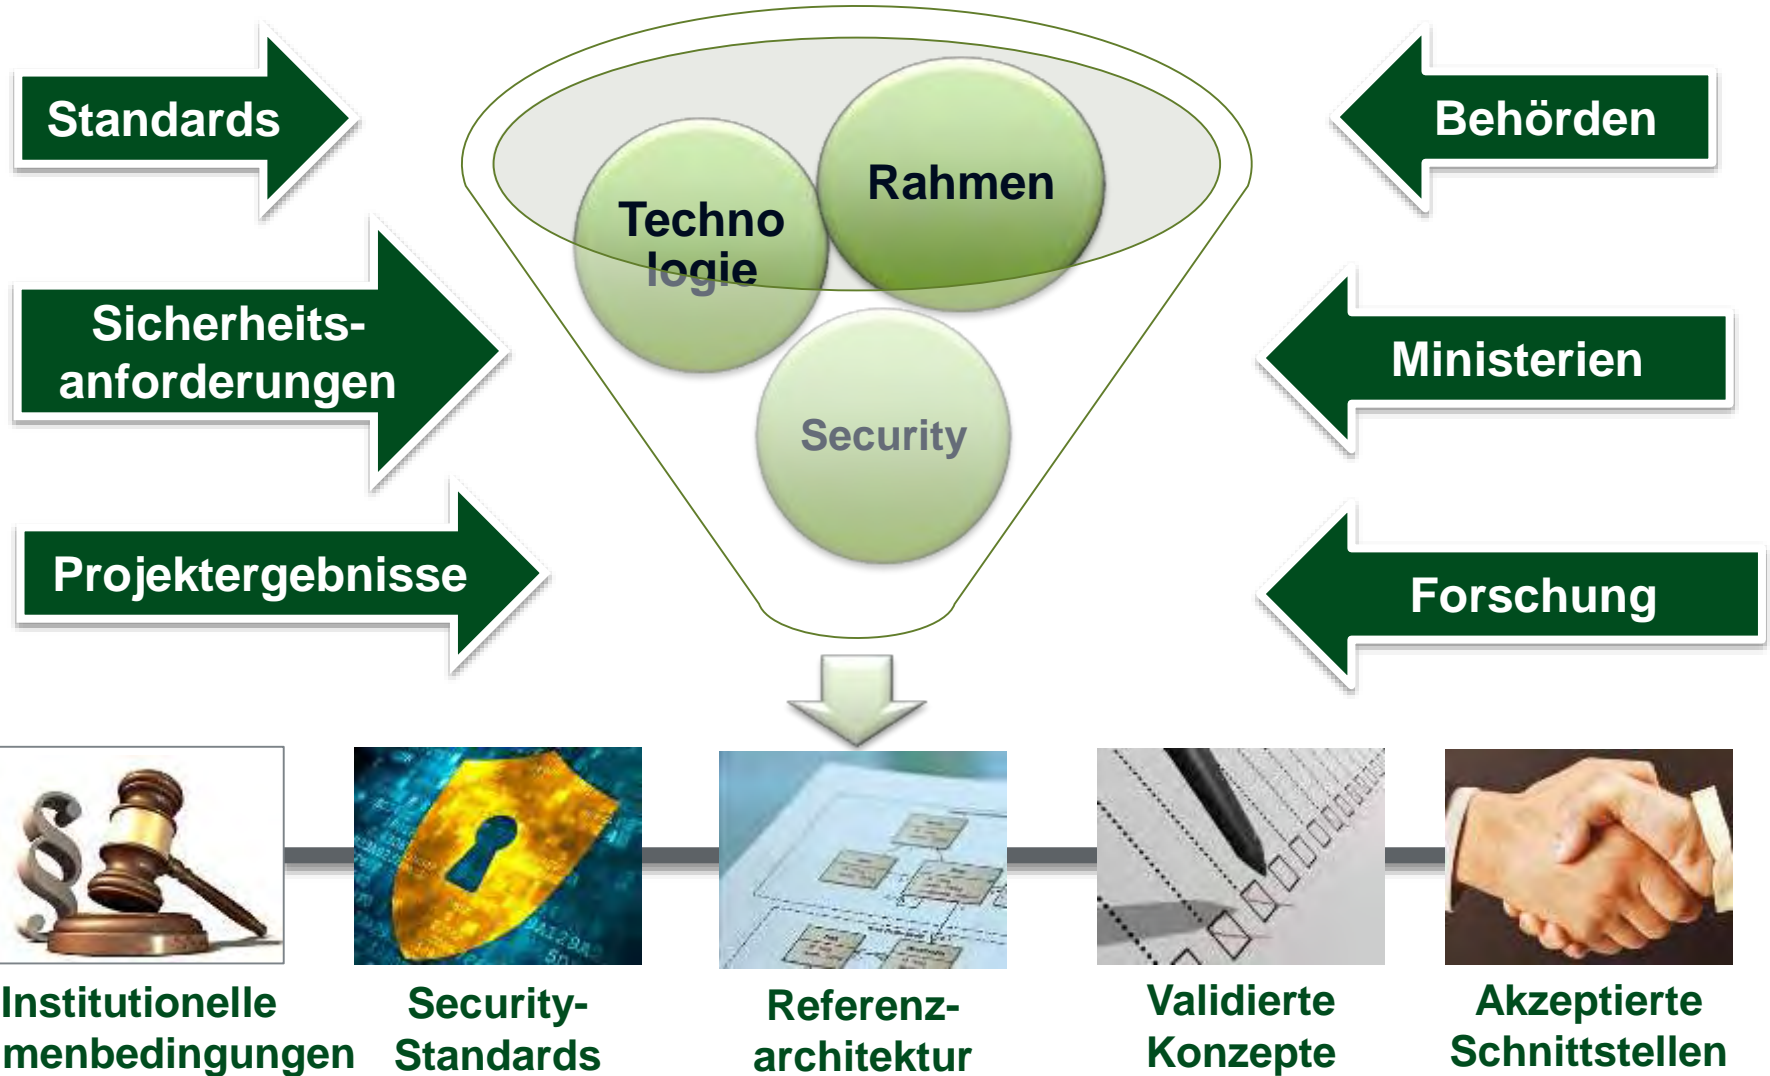 Standards
Sicherheits-
anforderungen
Projektergebnisse
Techno
logie
Rahmen
Security
Behörden
Ministerien
Forschung
Institutionelle
menbedingungen
Security-
Standards
Referenz-
architektur
Validierte
Konzepte
Akzeptierte
Schnittstellen